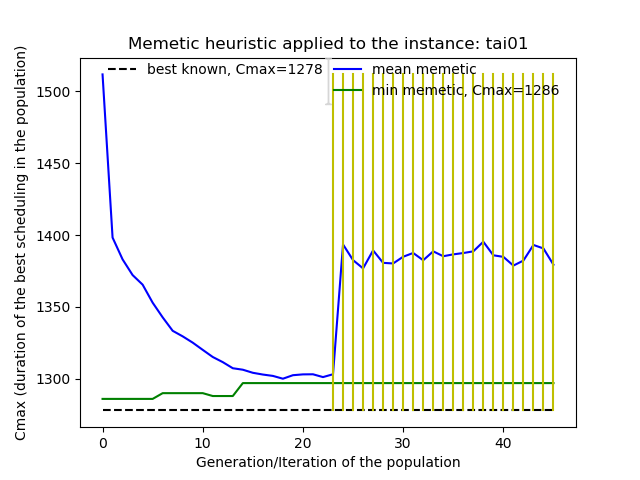 Memetic heuristic applied to the instance: tai01
best known, Cmax=1278
mean memetic
min memetic, Cmax=1286
Cmax (duration of the best scheduling in the population)
1500
1450
1400
1350
1300
0 10 20 30 40
Generation/Iteration of the population